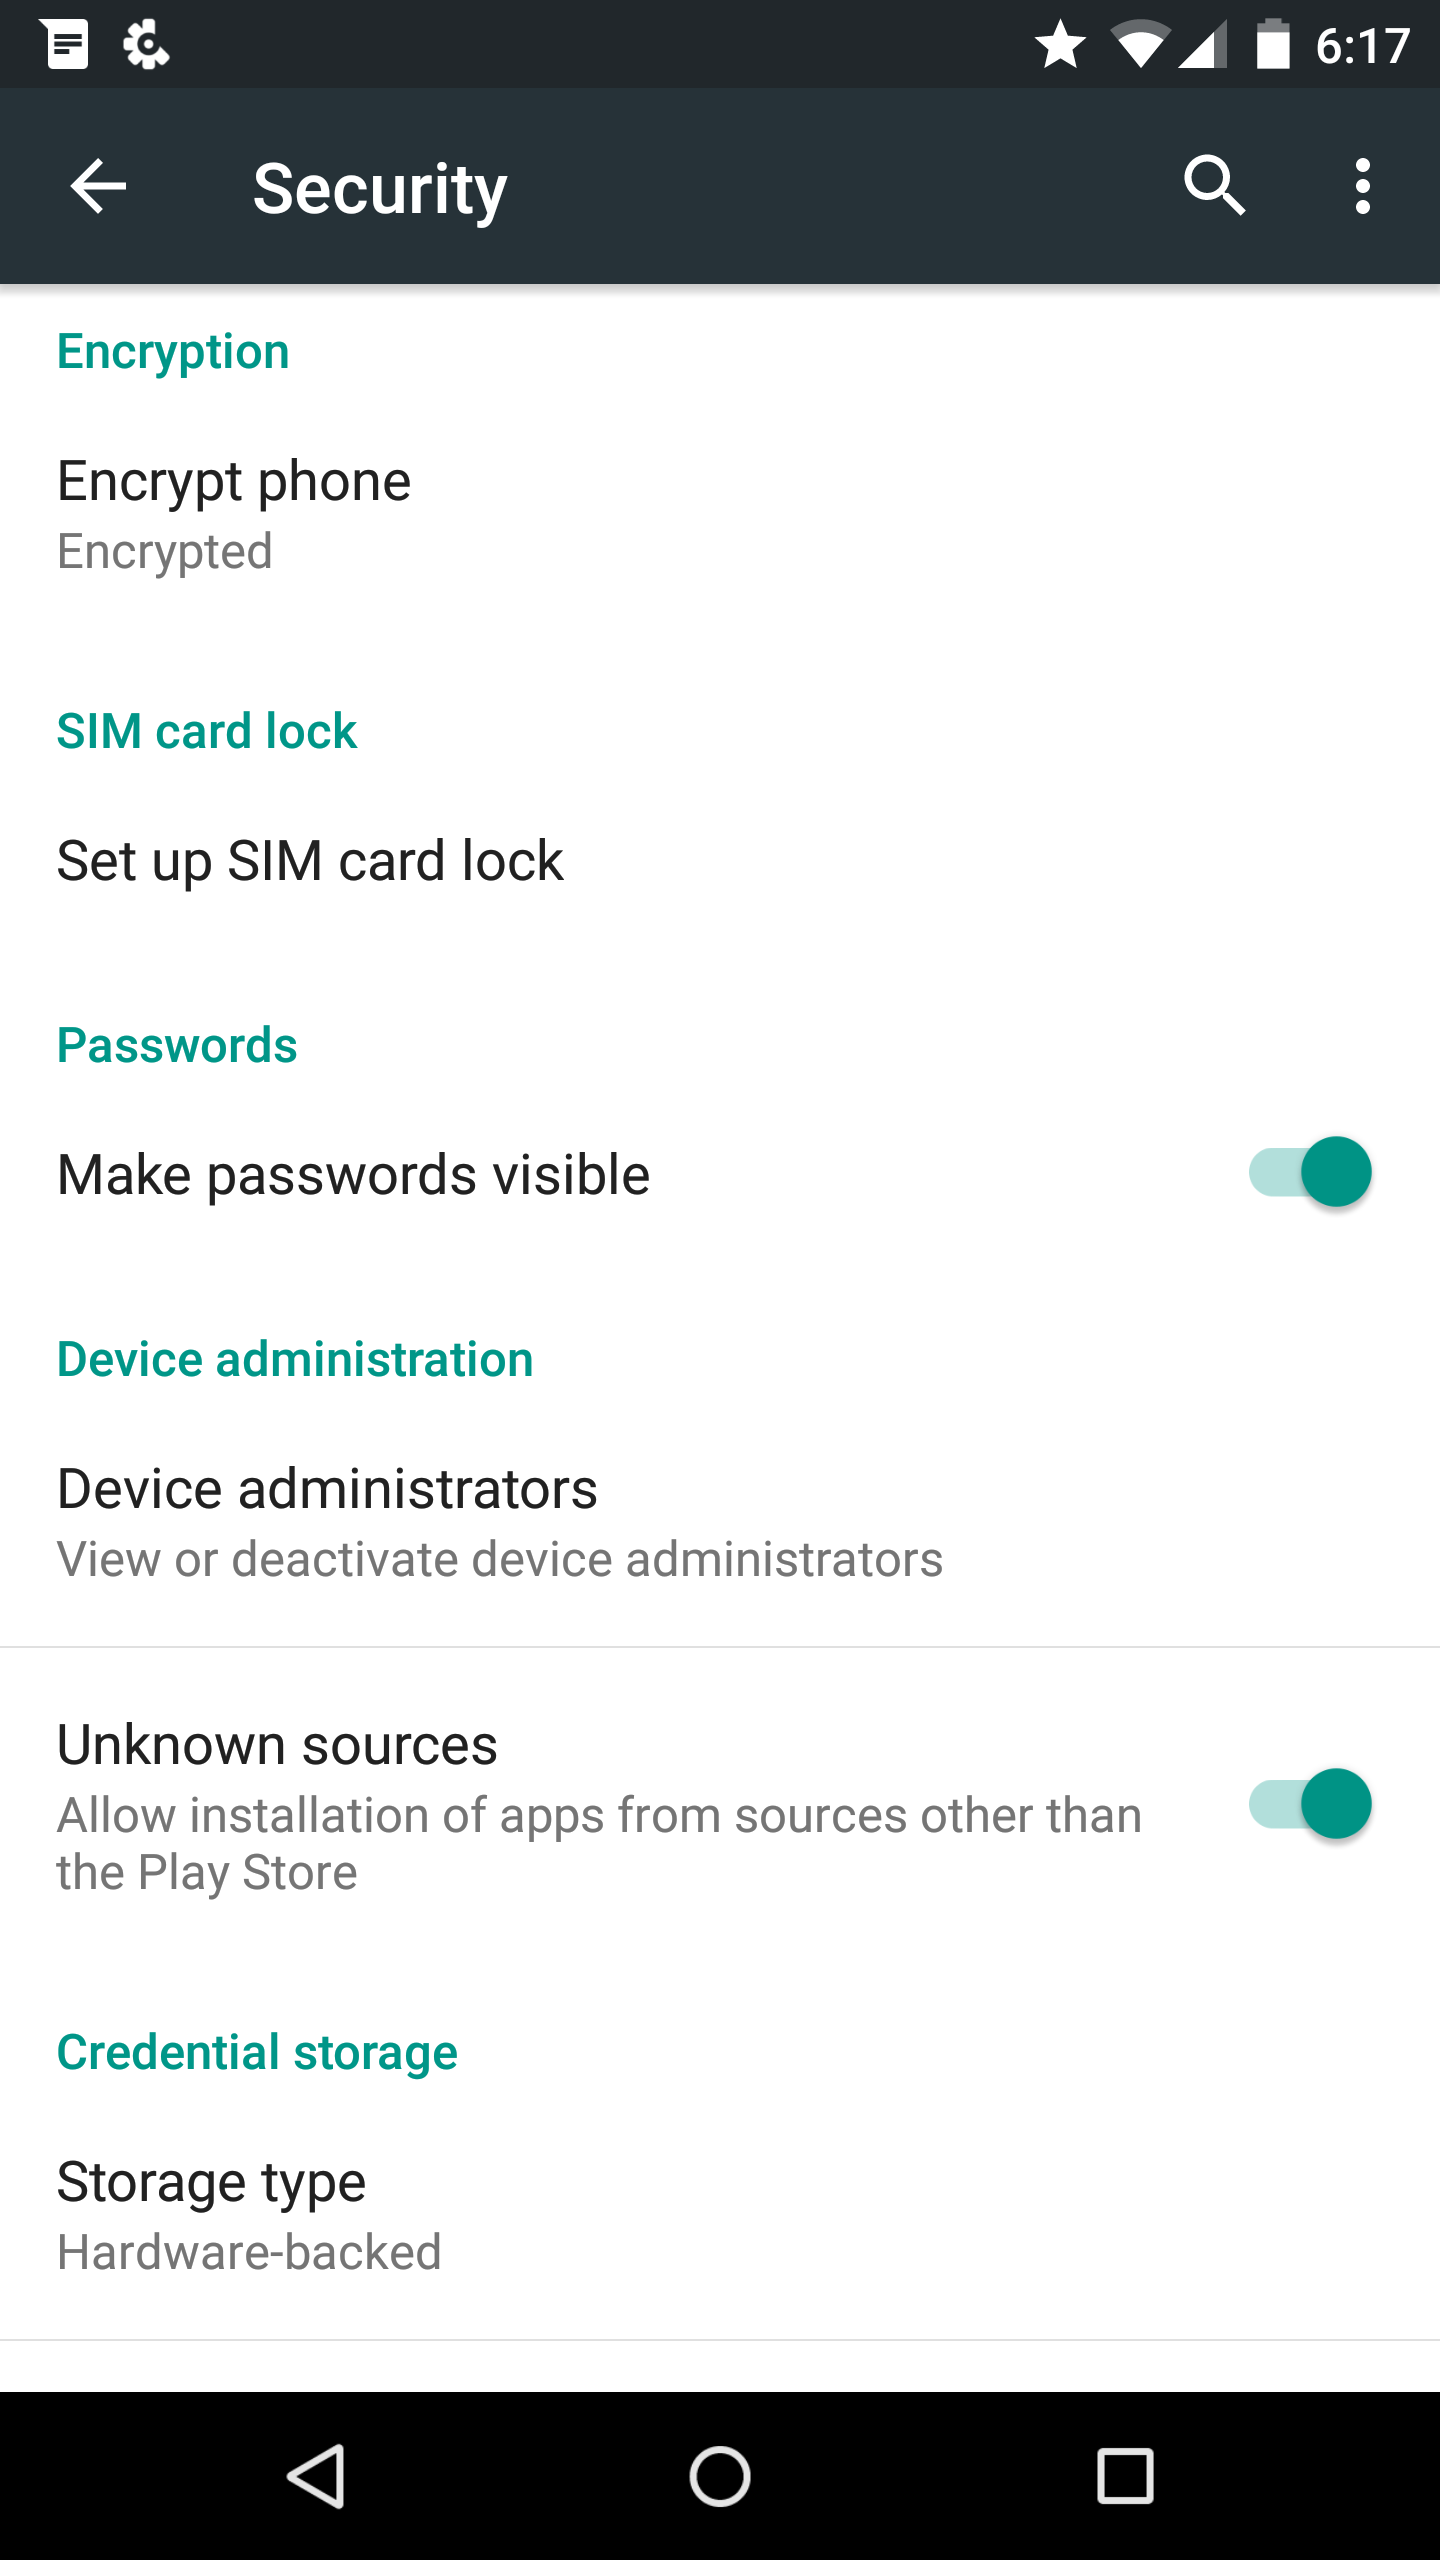 6:17
Security
Encryption
Encrypt phone
Encrypted
SIM card lock
Set up SIM card lock
Passwords
Make passwords visible
Device administration
Device administrators
View or deactivate device administrators
Unknown sources
Allow installation of apps from sources other than
the Play Store
Credential storage
Storage type
Hardware-backed